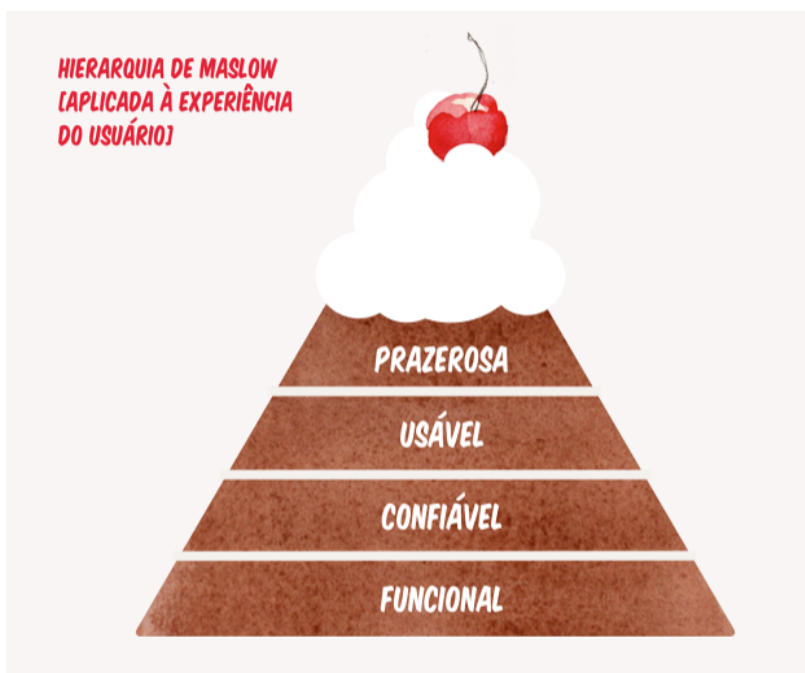 HIERARQUIA DE MASLOW
[APLICADA À EXPERIÊNCIA
DO USUÁRIO]
PRAZEROSA
USÁVEL
CONFIÁVEL
FUNCIONAL